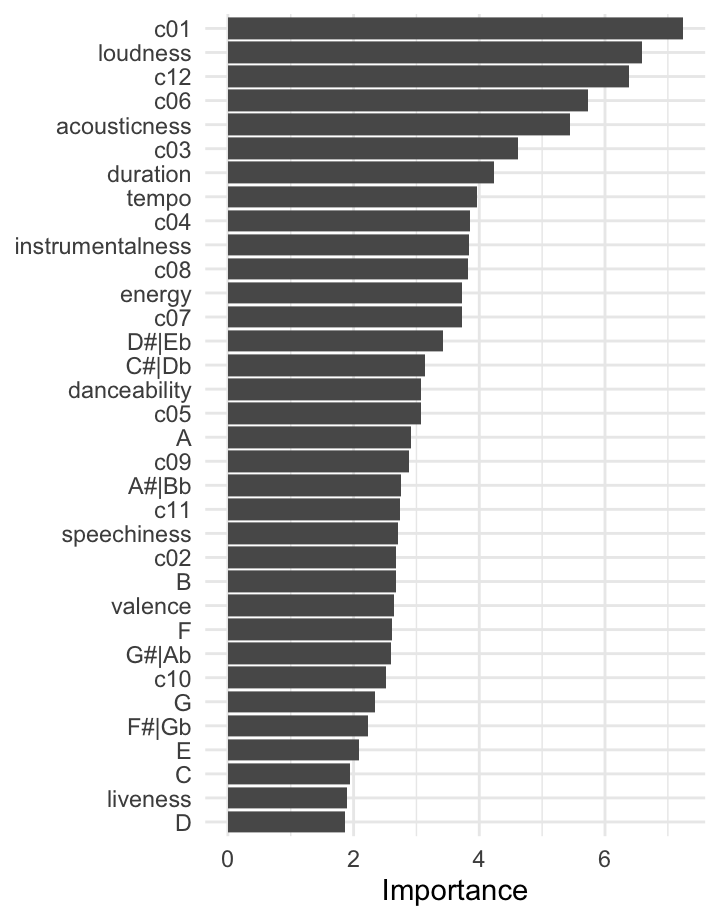 c01
loudness
c12
c06
acousticness
c03
duration
tempo
c04
instrumentalness
c08
energy
c07
D#|Eb
C#|Db
danceability
c05
A
c09
A#|Bb
c11
speechiness
c02
B
valence
F
G#|Ab
c10
G
F#|Gb
E
C
liveness
D
0 2 4 6
Importance